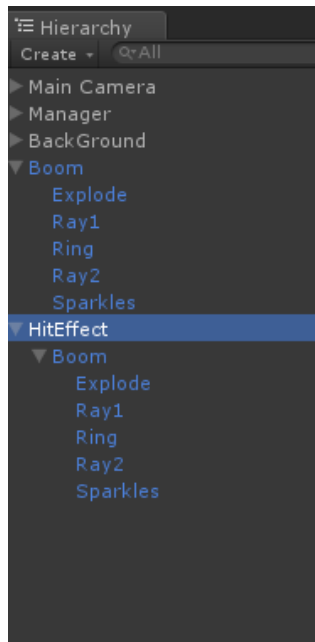 Hierarchy
Create All
Main Camera
Manager
BackGround
Boom
Explode
Ray1
Ring
Ray2
Sparkles
HitEffect
Boom
Explode
Ray1
Ring
Ray2
Sparkles